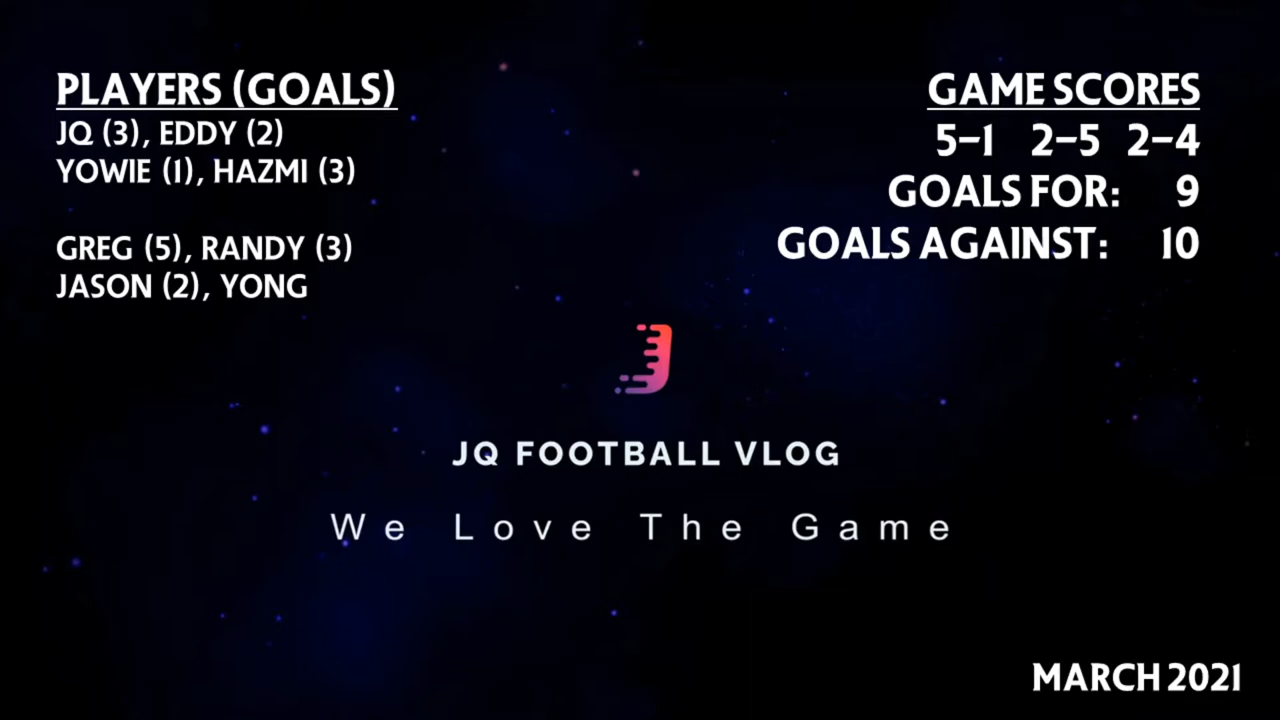 PLAYERS (GOALS)
JQ (3), EDDY (2)
YOWIE (1), HAZMI (3)
GREG (5), RANDY (3)
JASON (2), YONG
GAME SCORES
5-1 2-5 2-4
GOALS FOR: 9
GOALS AGAINST: 10
JQ FOOTBALL VLOG
We Love The Game
MARCH 2021